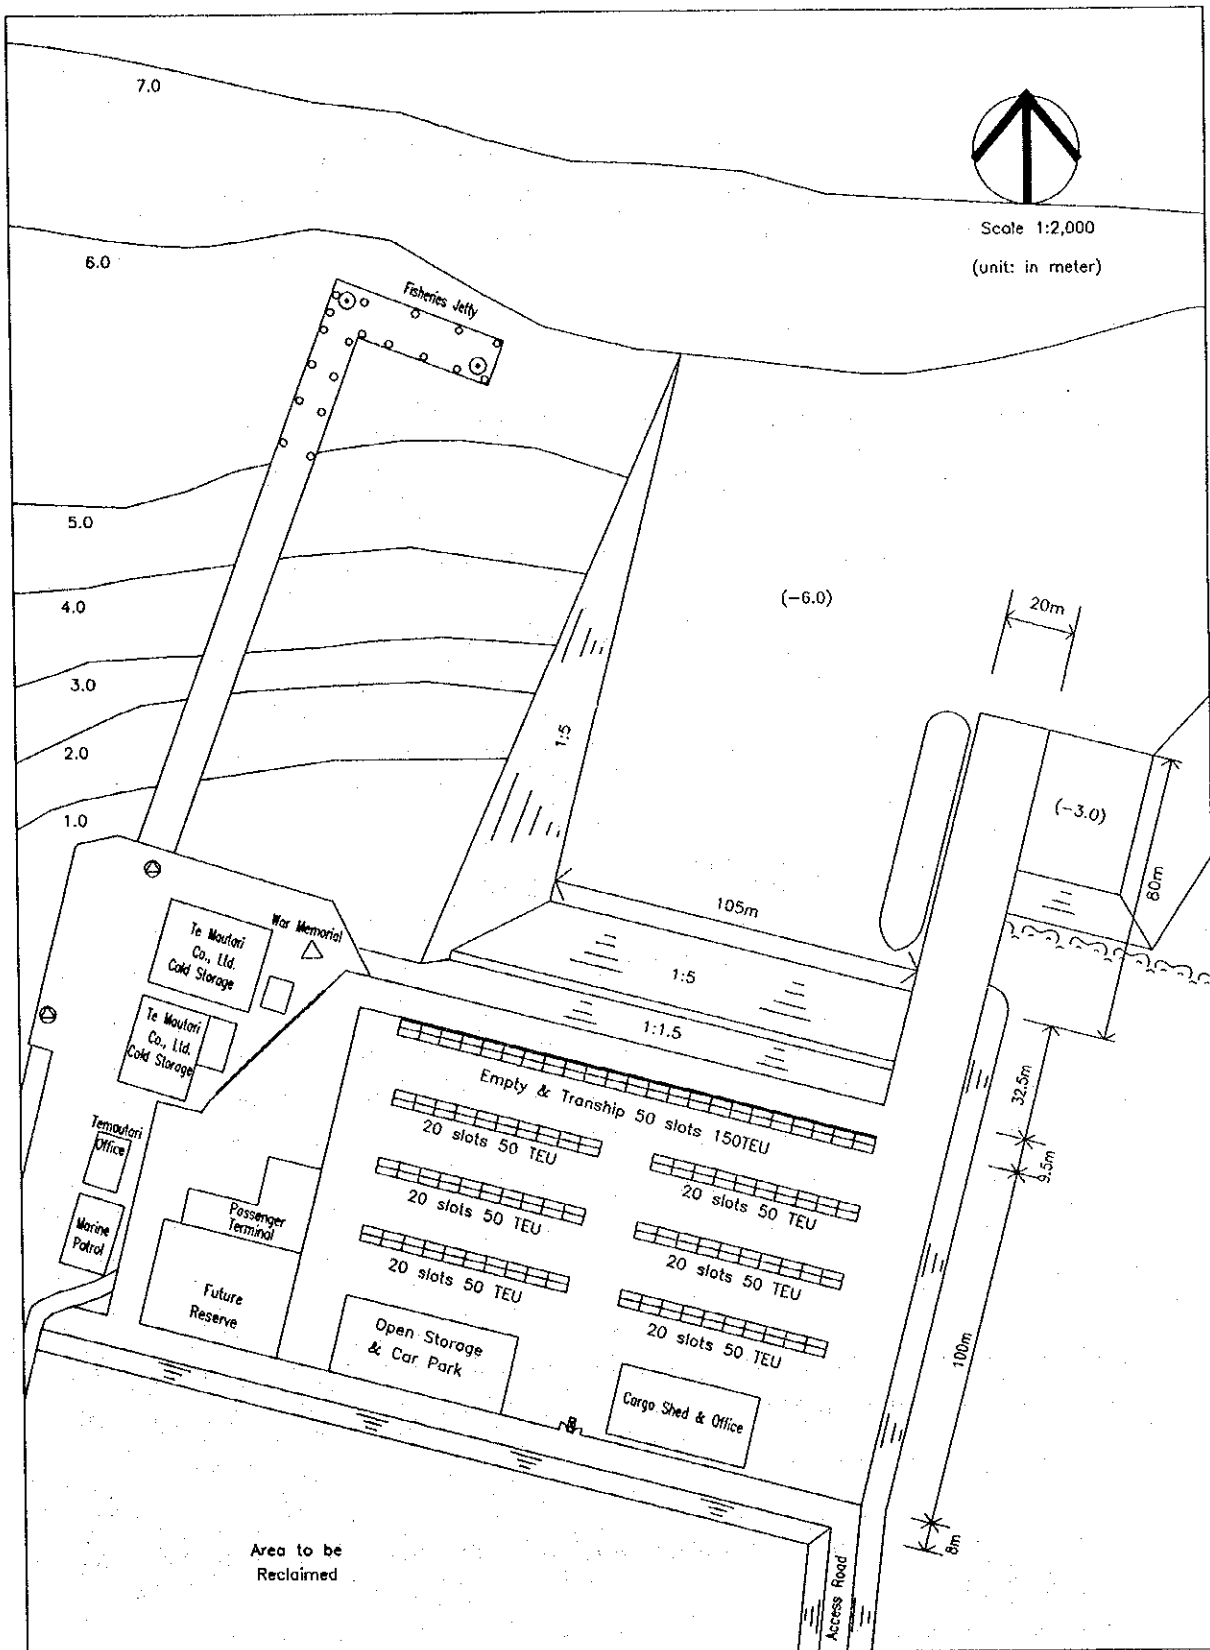 7.0
Scale 1:2,000
(unit: in meter)
6.0
Fisheries Jetty
5.0
4.0
3.0
2.0
1.0
(-6.0)
20m
1:5
(-3.0)
80m
105m
1:5
1:1.5
War Memorial
Te Mautari
Co., Ltd.
Cold Storage
Te Mautari
Co., Ltd.
Cold Storage
Temautari
Office
Marine
Patrol
Empty & Tranship 50 slots 150TEU
20 slots 50 TEU
20 slots 50 TEU
20 slots 50 TEU
20 slots 50 TEU
20 slots 50 TEU
20 slots 50 TEU
32.5m
9.5m
100m
8m
Passenger
Terminal
Future
Reserve
Open Storage
& Car Park
Cargo Shed & Office
Area to be
Reclaimed
Access Road